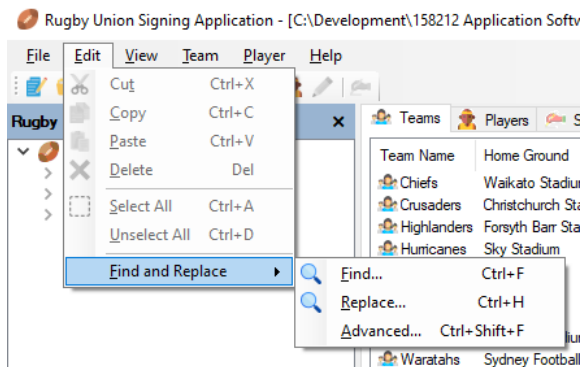 Rugby Union Signing Application - [C:\Development\158212 Application Softw
File Edit View Team Player Help
Cut Ctrl+X
Copy Ctrl+C
Paste Ctrl+V
Delete Del
Select All Ctrl+A
Unselect All Ctrl+D
Find and Replace
Find... Ctrl+F
Replace... Ctrl+H
Advanced... Ctrl+Shift+F
Rugby
Teams Players S
Team Name Home Ground
Chiefs Waikato Stadiu
Crusaders Christchurch Sta
Highlanders Forsyth Barr Sta
Hurricanes Sky Stadium
Waratahs Sydney Football